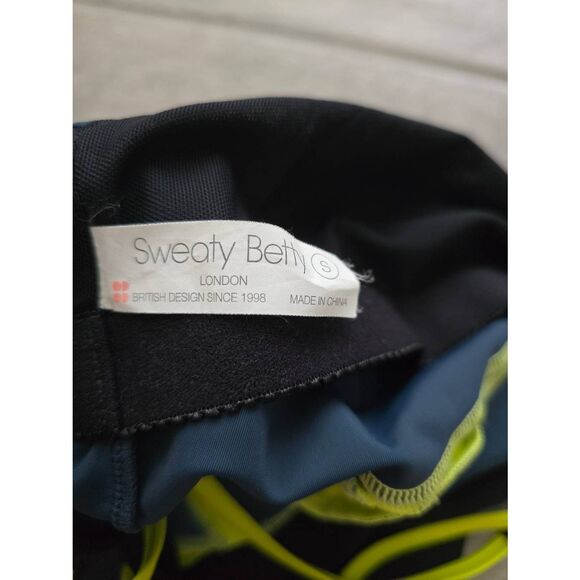 Sweaty Betty S
LONDON
BRITISH DESIGN SINCE 1998 MADE IN CHINA